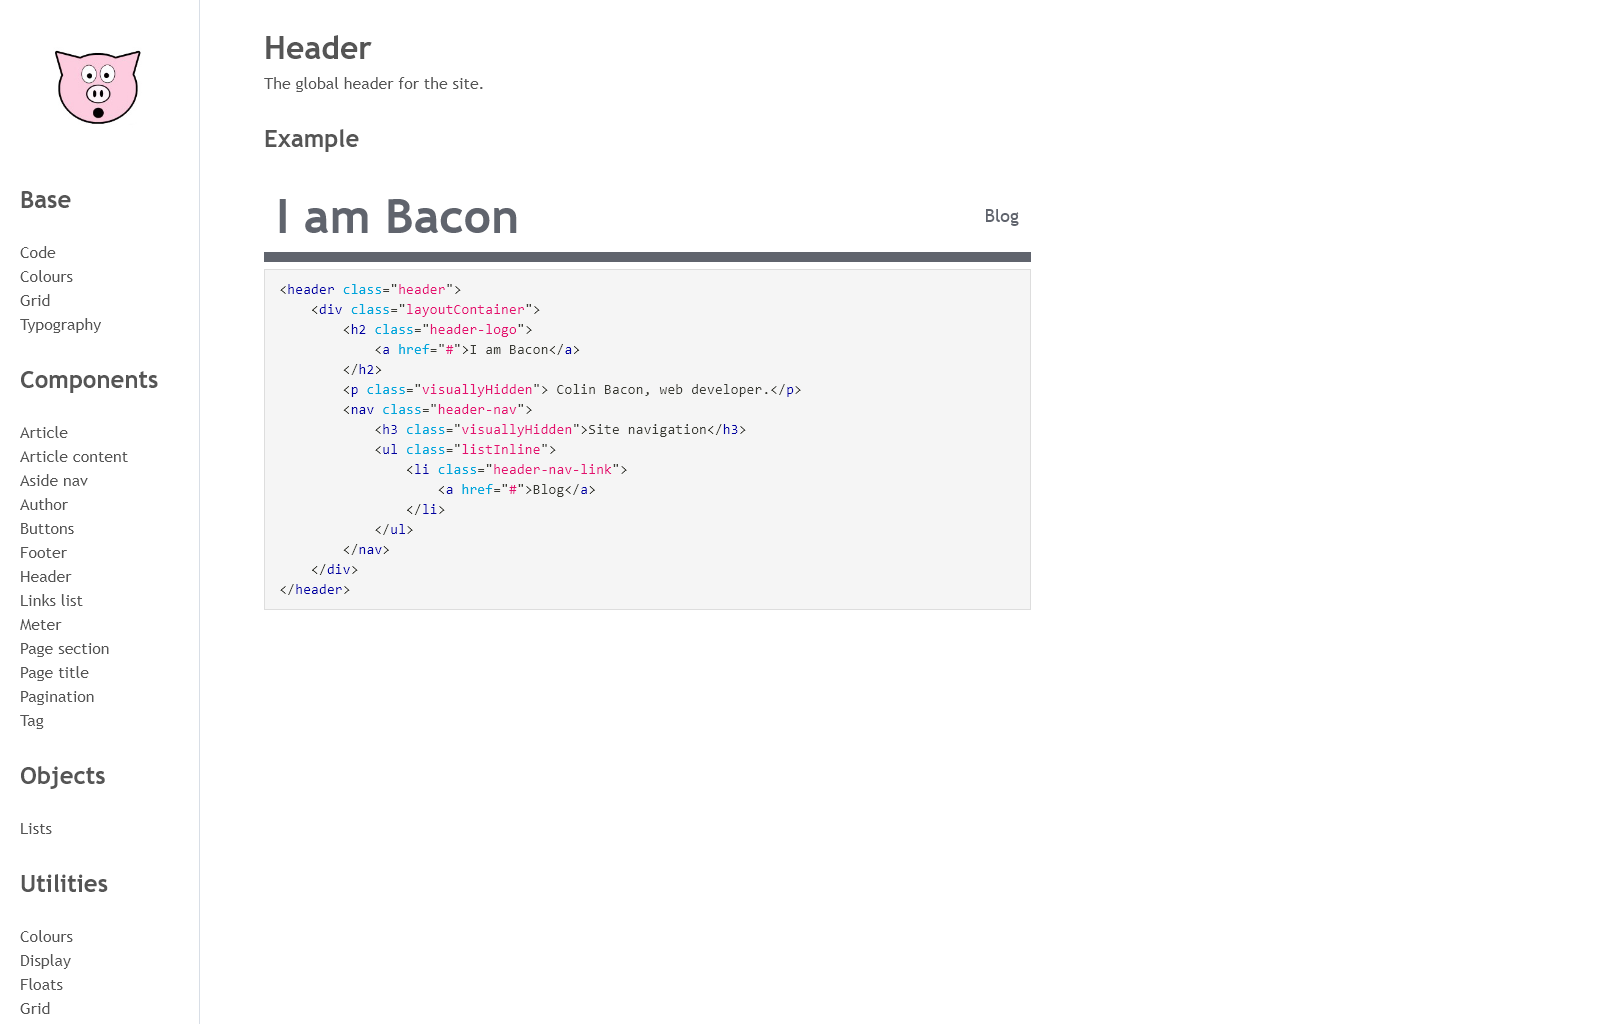 Base
Code
Colours
Grid
Typography
Components
Article
Article content
Aside nav
Author
Buttons
Footer
Header
Links list
Meter
Page section
Page title
Pagination
Tag
Objects
Lists
Utilities
Colours
Display
Floats
Grid
Header
The global header for the site.
Example
I am Bacon
Blog
<header class="header">
    <div class="layoutContainer">
        <h2 class="header-logo">
            <a href="#">I am Bacon</a>
        </h2>
        <p class="visuallyHidden"> Colin Bacon, web developer.</p>
        <nav class="header-nav">
            <h3 class="visuallyHidden">Site navigation</h3>
            <ul class="listInline">
                <li class="header-nav-link">
                    <a href="#">Blog</a>
                </li>
            </ul>
        </nav>
    </div>
</header>